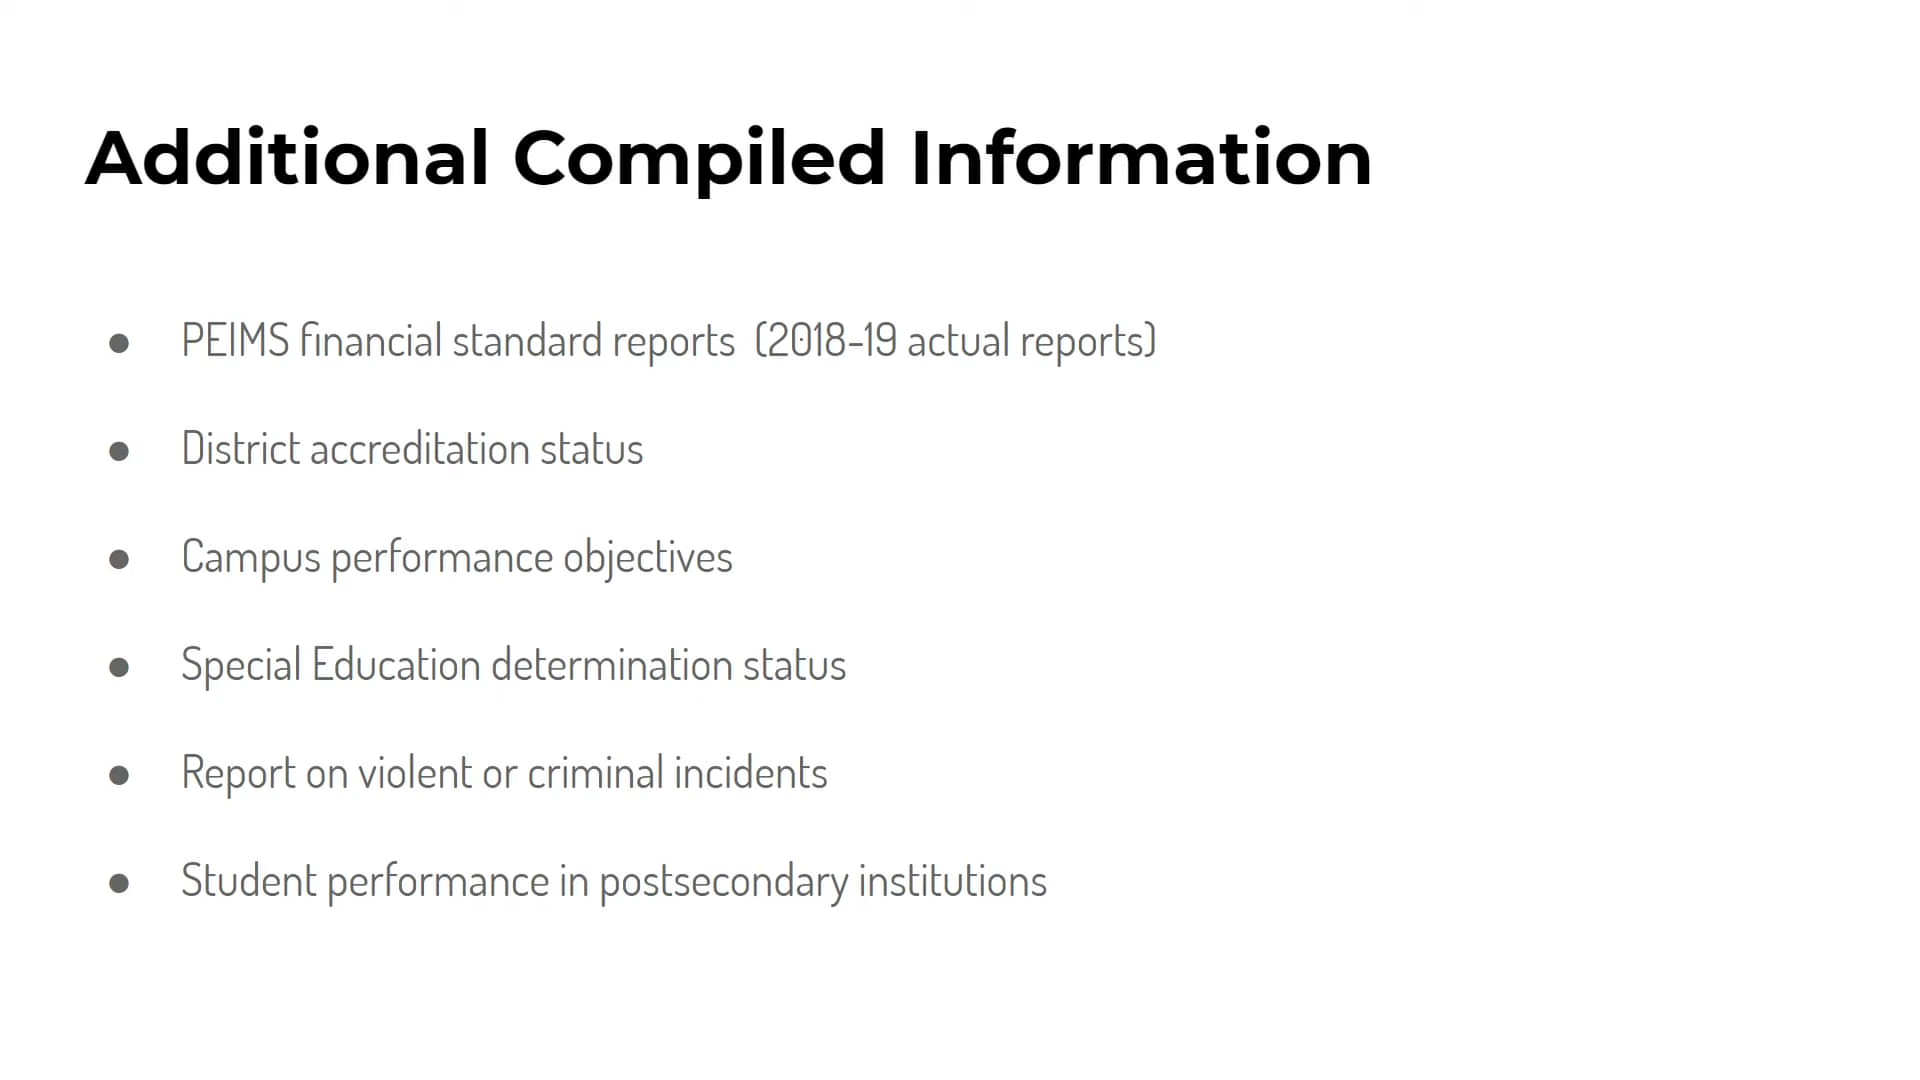 Additional Compiled Information
● PEIMS financial standard reports (2018-19 actual reports)
● District accreditation status
● Campus performance objectives
● Special Education determination status
● Report on violent or criminal incidents
● Student performance in postsecondary institutions